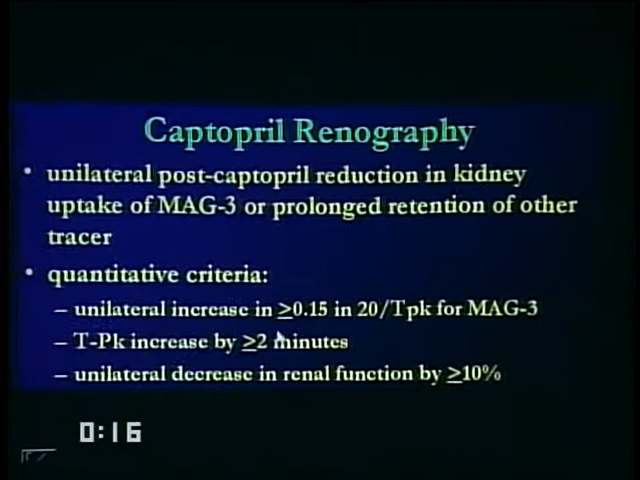 Captopril Renography
• unilateral post-captopril reduction in kidney
uptake of MAG-3 or prolonged retention of other
tracer
• quantitative criteria:
– unilateral increase in ≥0.15 in 20/Tpk for MAG-3
– T-Pk increase by ≥2 minutes
– unilateral decrease in renal function by ≥10%
0:16